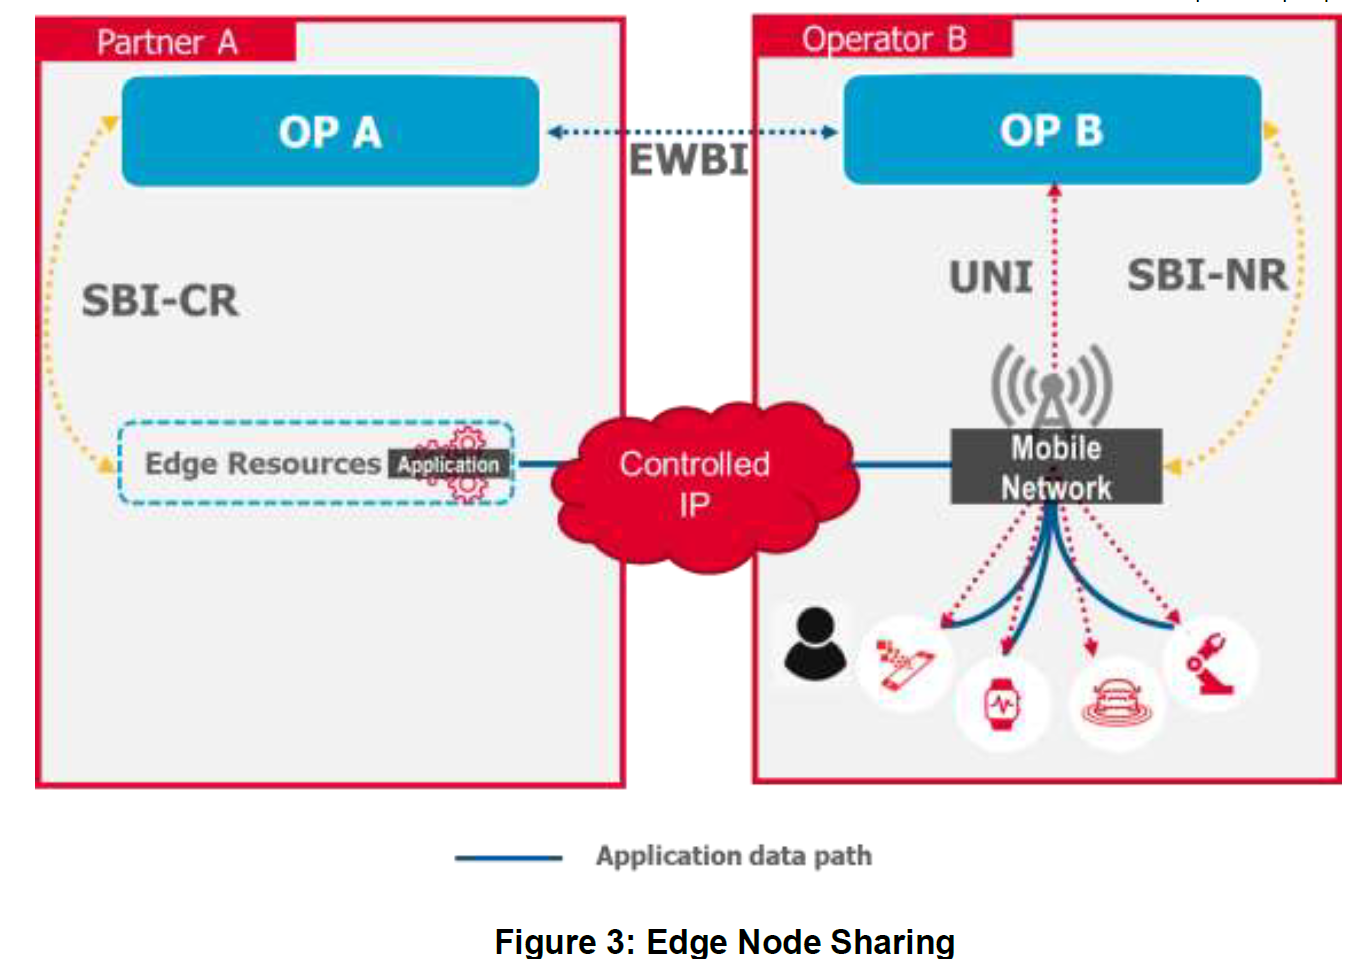 Partner A
Operator B
OP A
OP B
EWBI
UNI
SBI-NR
SBI-CR
Edge Resources
Application
Controlled
IP
Mobile
Network
Application data path
Figure 3: Edge Node Sharing